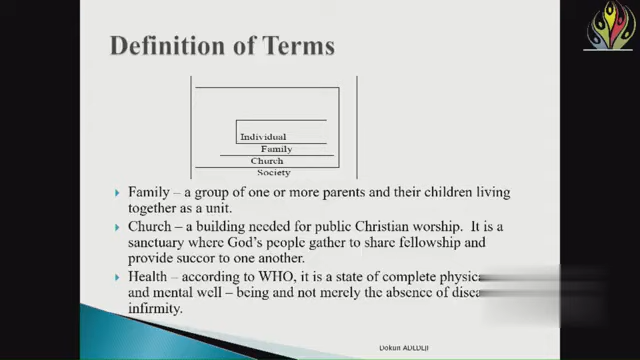 Definition of Terms
Individual
Family
Church
Society
Family – a group of one or more parents and their children living
together as a unit.
Church – a building needed for public Christian worship. It is a
sanctuary where God's people gather to share fellowship and
provide succor to one another.
Health – according to WHO, it is a state of complete physica
and mental well – being and not merely the absence of disea
infirmity.
Dokun